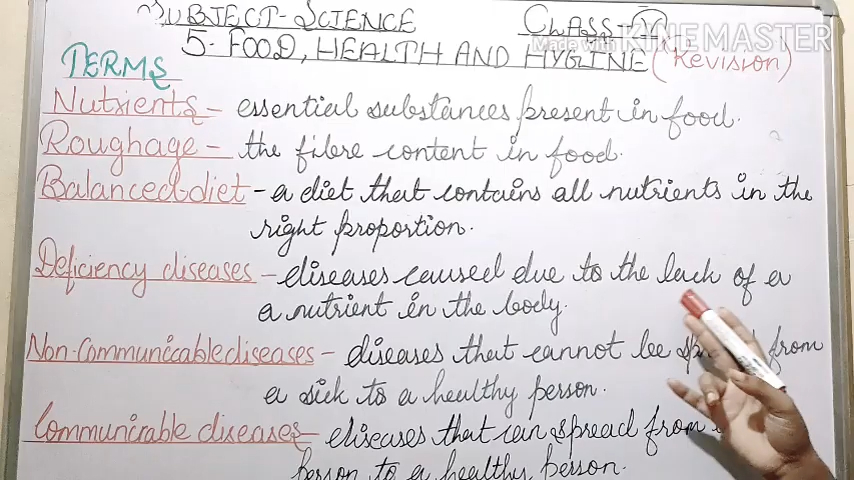 SUBJECT- SCIENCE CLASS-
Made with KINEMASTER
5- FOOD, HEALTH AND HYGINE (Revision)
TERMS
Nutrients - essential substances present in food.
Roughage - the fibre content in food.
Balanced diet - a diet that contains all nutrients in the
right proportion.
Deficiency diseases - diseases caused due to the lack of a
a nutrient in the body.
Non-Communicable diseases - diseases that cannot be from
a sick to a healthy person.
Communicable diseases - diseases that can spread from
person to a healthy person.